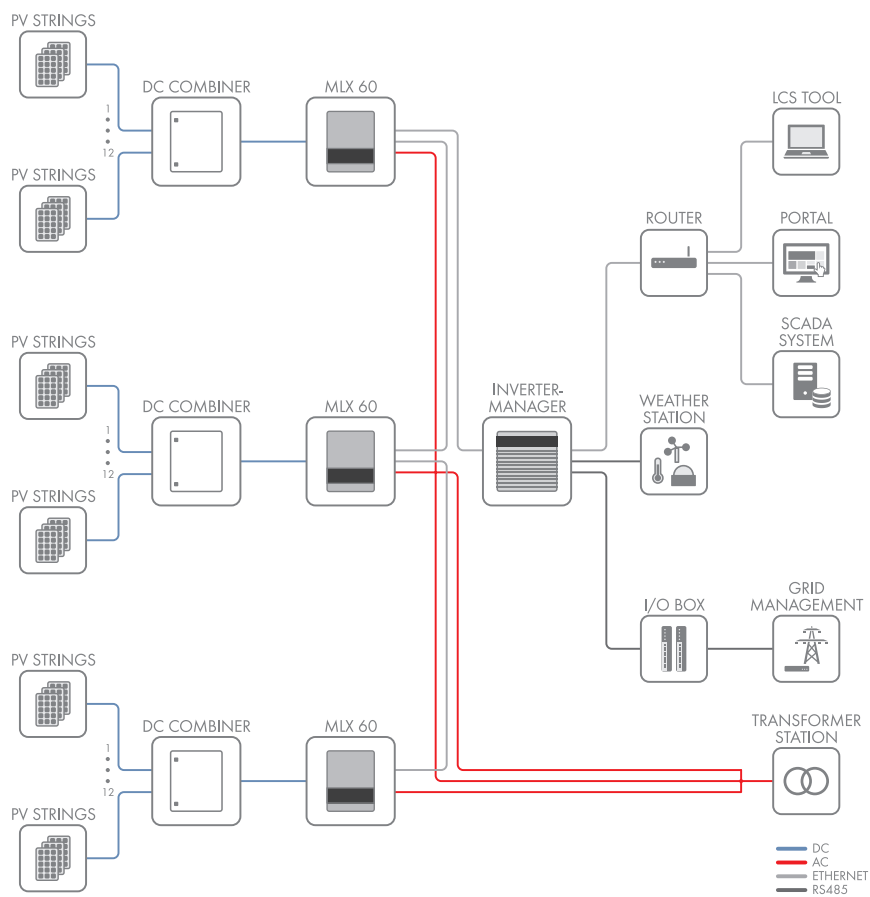 PV STRINGS
DC COMBINER
MLX 60
1
12
PV STRINGS
LCS TOOL
ROUTER
PORTAL
SCADA
SYSTEM
PV STRINGS
DC COMBINER
MLX 60
1
12
PV STRINGS
INVERTER-
MANAGER
WEATHER
STATION
I/O BOX
GRID
MANAGEMENT
PV STRINGS
DC COMBINER
MLX 60
1
12
PV STRINGS
TRANSFORMER
STATION
DC
AC
ETHERNET
RS485